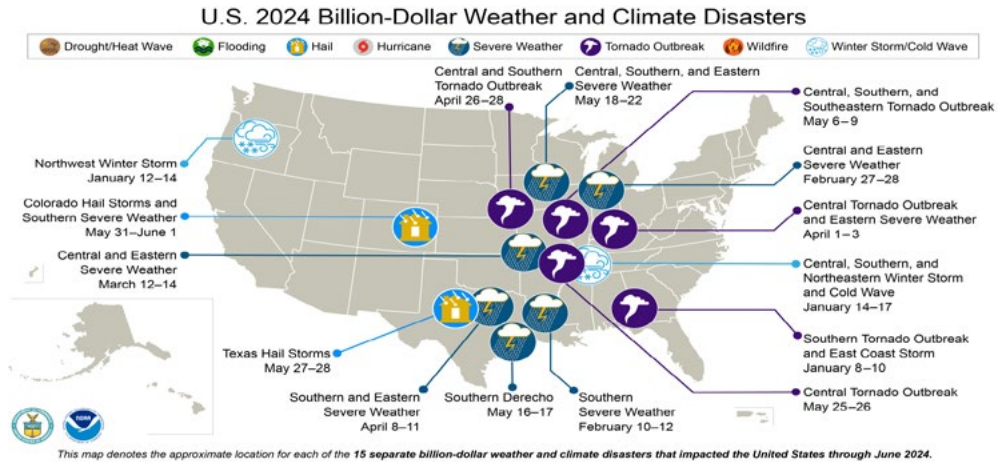 U.S. 2024 Billion-Dollar Weather and Climate Disasters
Drought/Heat Wave
Flooding
Hail
Hurricane
Severe Weather
Tornado Outbreak
Wildfire
Winter Storm/Cold Wave
Central and Southern
Tornado Outbreak
April 26–28
Central, Southern, and Eastern
Severe Weather
May 18–22
Central, Southern, and
Southeastern Tornado Outbreak
May 6–9
Central and Eastern
Severe Weather
February 27–28
Northwest Winter Storm
January 12–14
Colorado Hail Storms and
Southern Severe Weather
May 31–June 1
Central Tornado Outbreak
and Eastern Severe Weather
April 1–3
Central and Eastern
Severe Weather
March 12–14
Central, Southern, and
Northeastern Winter Storm
and Cold Wave
January 14–17
Southern Tornado Outbreak
and East Coast Storm
January 8–10
Texas Hail Storms
May 27–28
Southern and Eastern
Severe Weather
April 8–11
Southern Derecho
May 16–17
Southern
Severe Weather
February 10–12
Central Tornado Outbreak
May 25–26
NOAA
This map denotes the approximate location for each of the 15 separate billion-dollar weather and climate disasters that impacted the United States through June 2024.